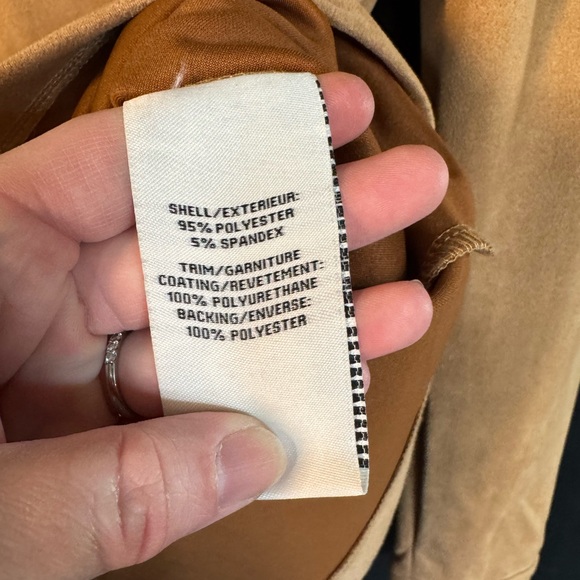 SHELL/EXTERIEUR:
95% POLYESTER
5% SPANDEX
TRIM/GARNITURE
COATING/REVETEMENT:
100% POLYURETHANE
BACKING/ENVERSE:
100% POLYESTER